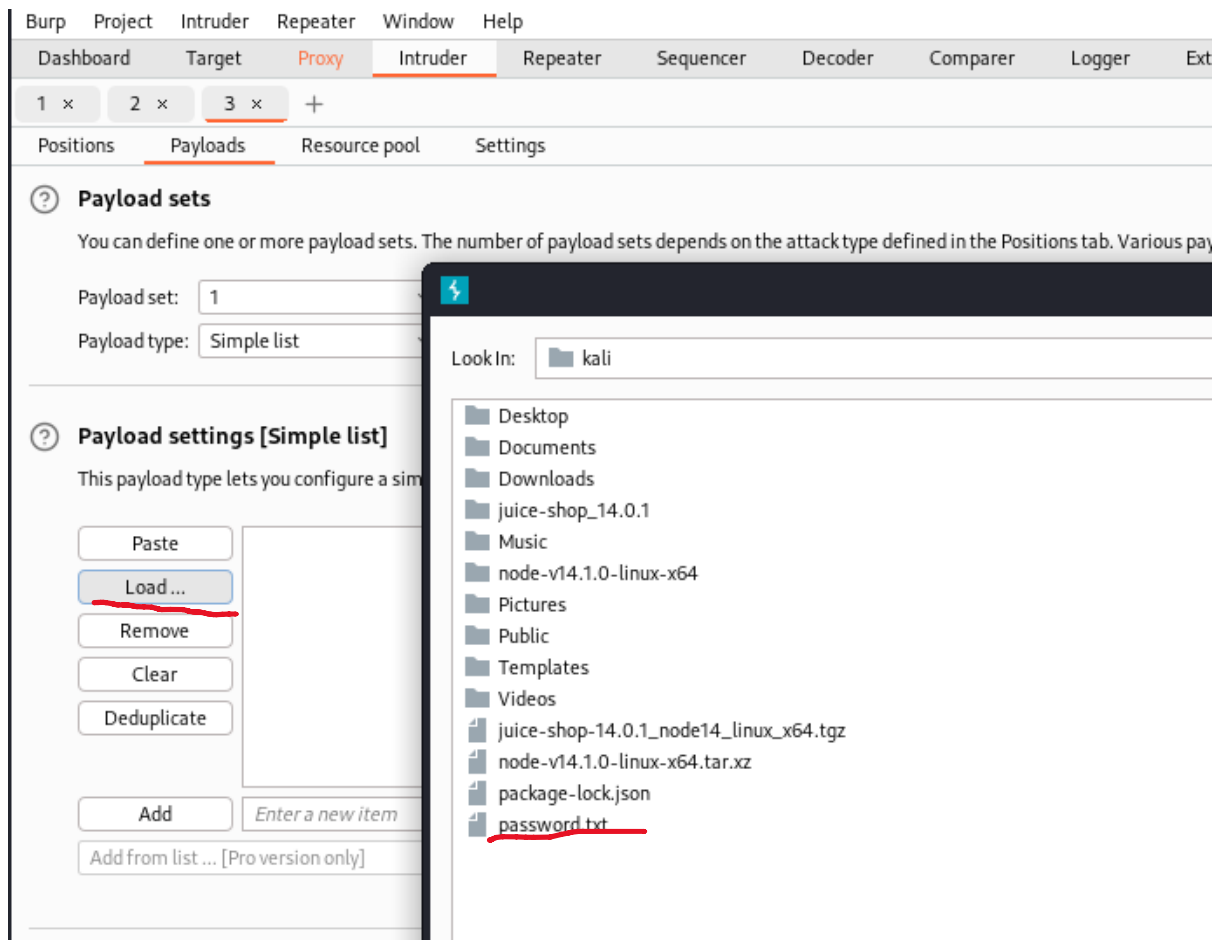 Burp Project Intruder Repeater Window Help
Dashboard Target Proxy Intruder Repeater Sequencer Decoder Comparer Logger Ext
1 × 2 × 3 × +
Positions Payloads Resource pool Settings
? Payload sets
You can define one or more payload sets. The number of payload sets depends on the attack type defined in the Positions tab. Various pay
Payload set: 1
Payload type: Simple list
Look In: kali
Desktop
? Payload settings [Simple list]
Documents
This payload type lets you configure a sim
Downloads
juice-shop_14.0.1
Paste
Music
Load ...
node-v14.1.0-linux-x64
Pictures
Remove
Public
Clear
Templates
Videos
Deduplicate
juice-shop-14.0.1_node14_linux_x64.tgz
node-v14.1.0-linux-x64.tar.xz
package-lock.json
Add Enter a new item
password.txt
Add from list ... [Pro version only]